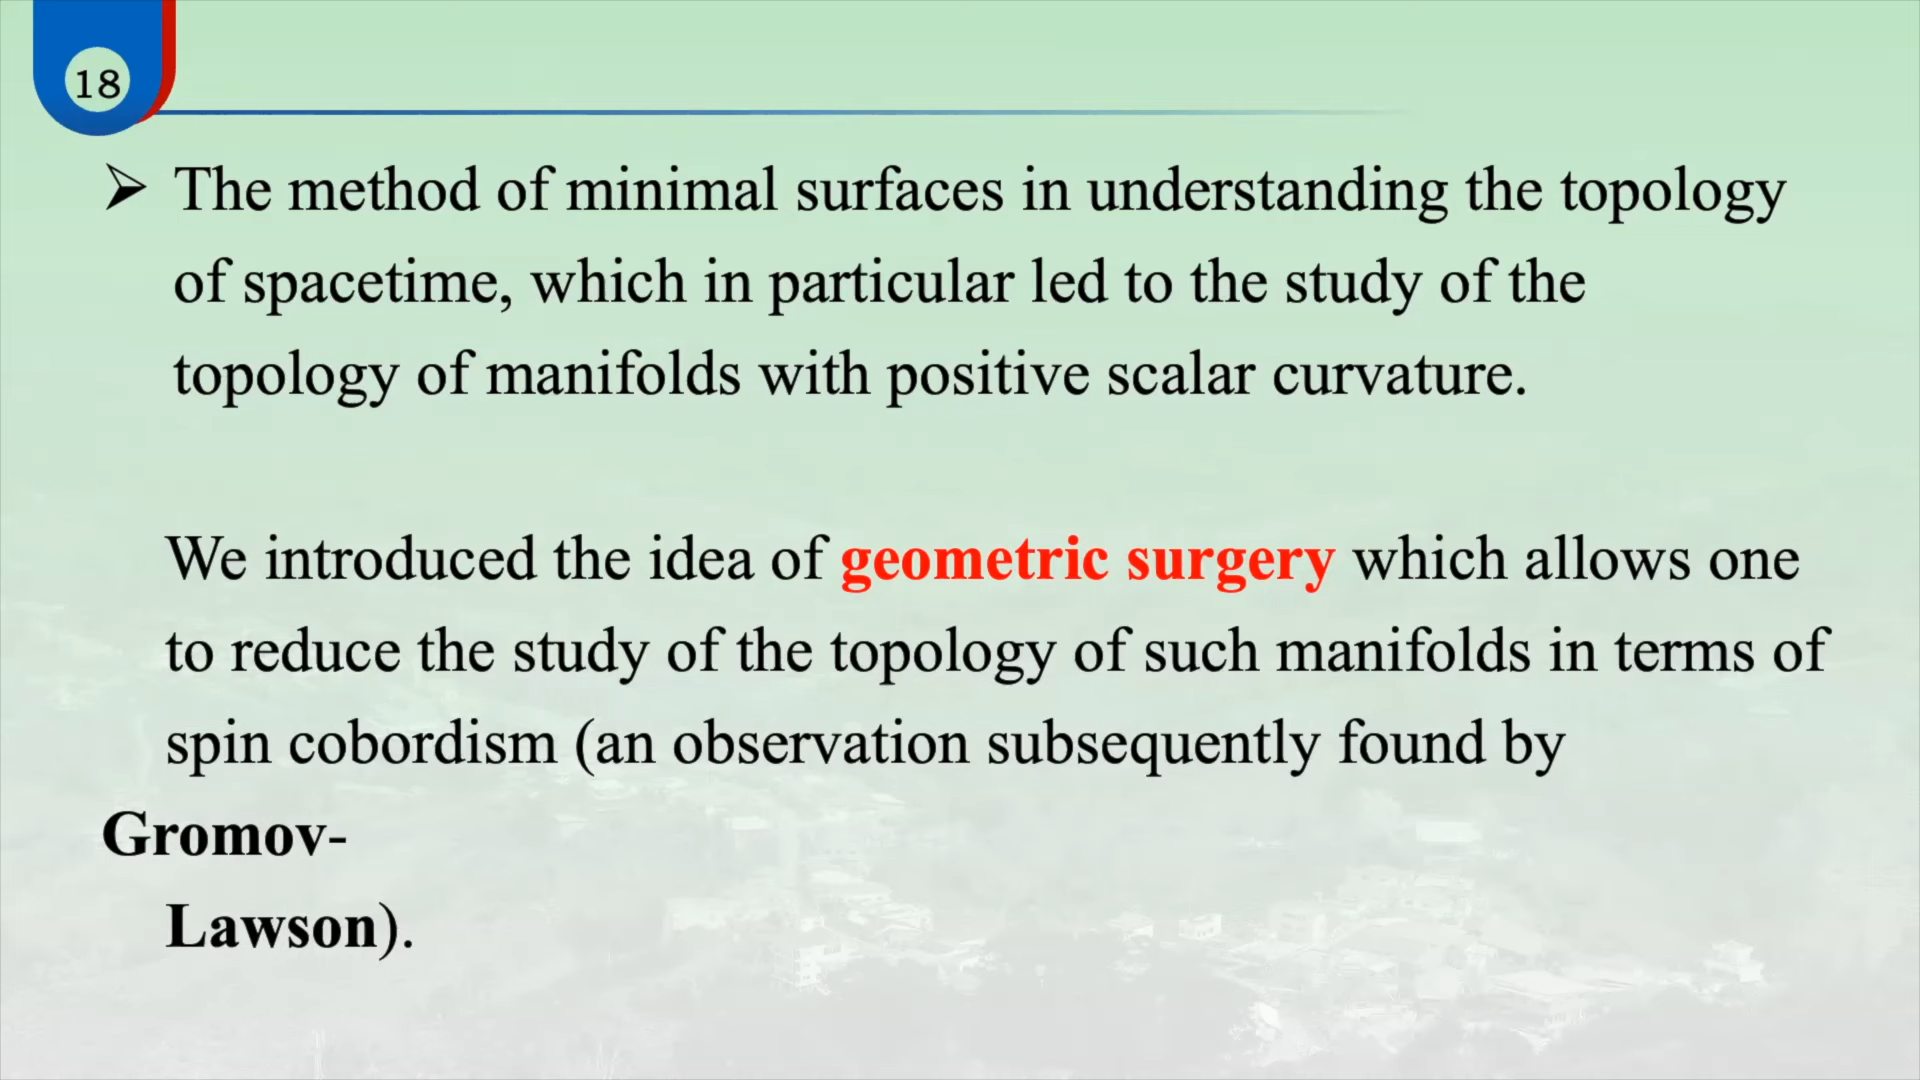 18
➢ The method of minimal surfaces in understanding the topology
of spacetime, which in particular led to the study of the
topology of manifolds with positive scalar curvature.
We introduced the idea of geometric surgery which allows one
to reduce the study of the topology of such manifolds in terms of
spin cobordism (an observation subsequently found by
Gromov-
Lawson).